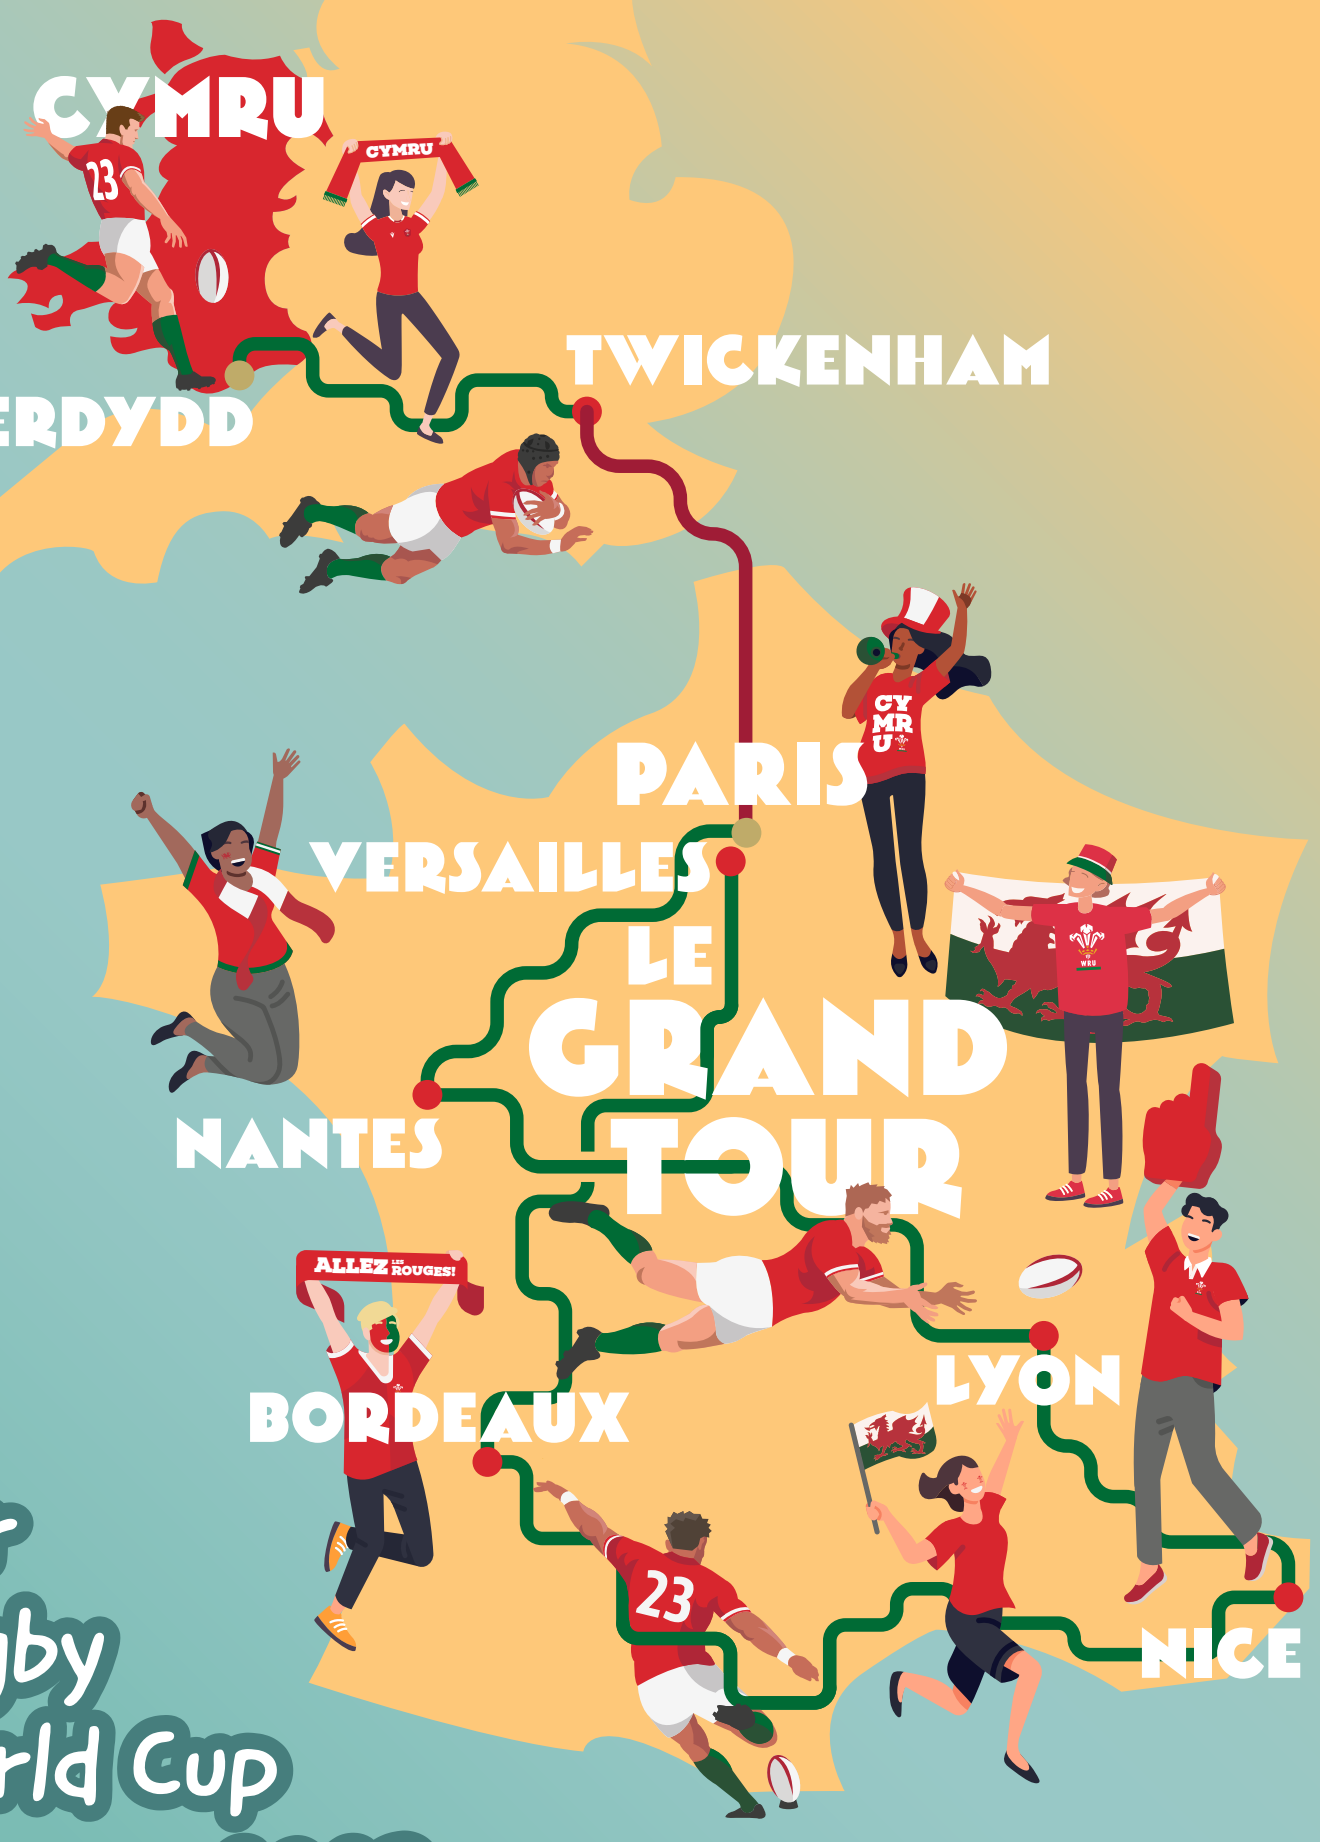 CYMRU
23
CYMRU
TWICKENHAM
ERDYDD
CY
MR
U
PARIS
VERSAILLES
LE
GRAND
TOUR
WRU
NANTES
ALLEZ LES ROUGES!
LYON
BORDEAUX
23
NICE
gby
rld Cup